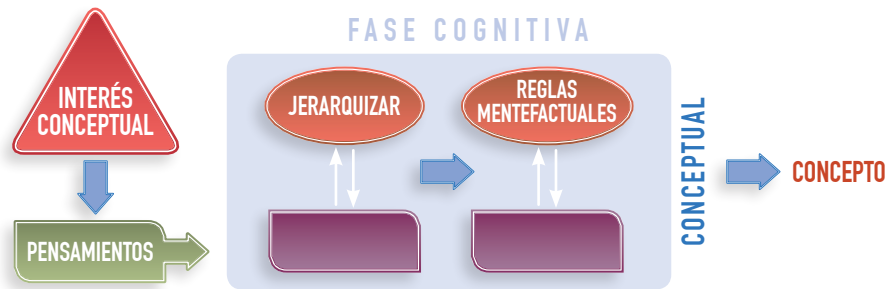 FASE COGNITIVA
INTERÉS
CONCEPTUAL
JERARQUIZAR
REGLAS
MENTEFACTUALES
CONCEPTUAL
CONCEPTO
PENSAMIENTOS